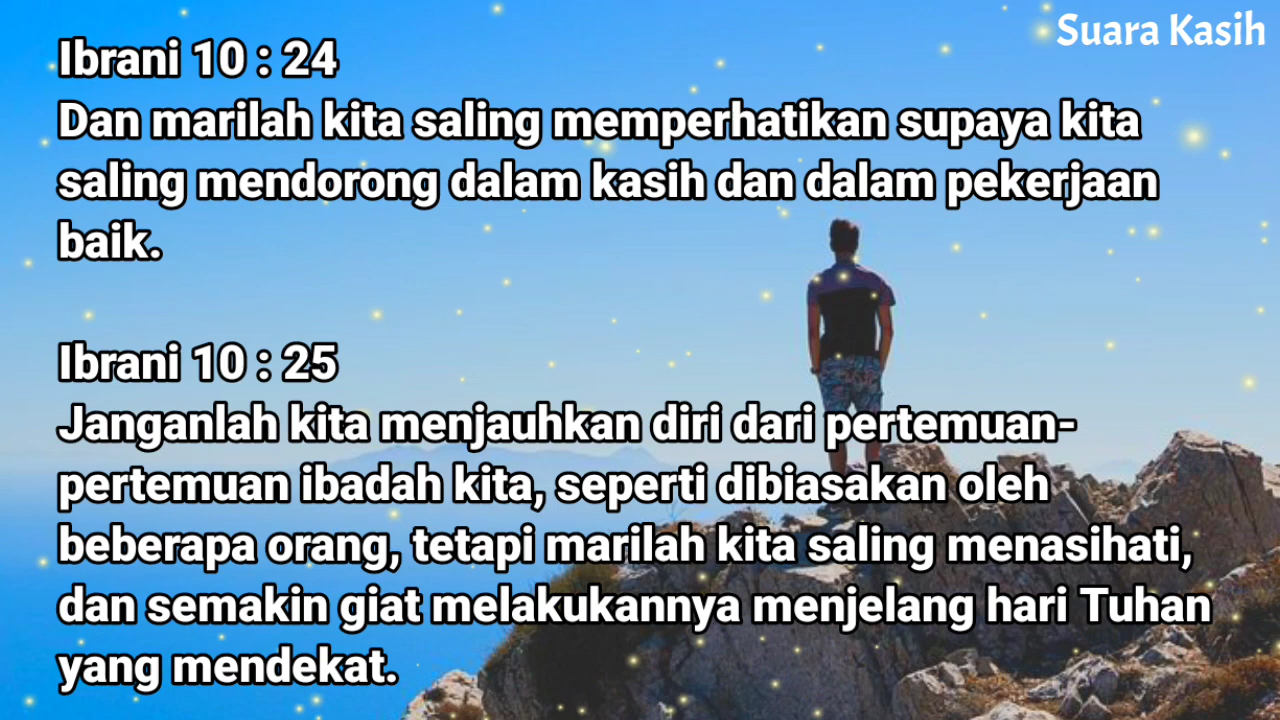 Suara Kasih
Ibrani 10 : 24
Dan marilah kita saling memperhatikan supaya kita
saling mendorong dalam kasih dan dalam pekerjaan
baik.
Ibrani 10 : 25
Janganlah kita menjauhkan diri dari pertemuan-
pertemuan ibadah kita, seperti dibiasakan oleh
beberapa orang, tetapi marilah kita saling menasihati,
dan semakin giat melakukannya menjelang hari Tuhan
yang mendekat.